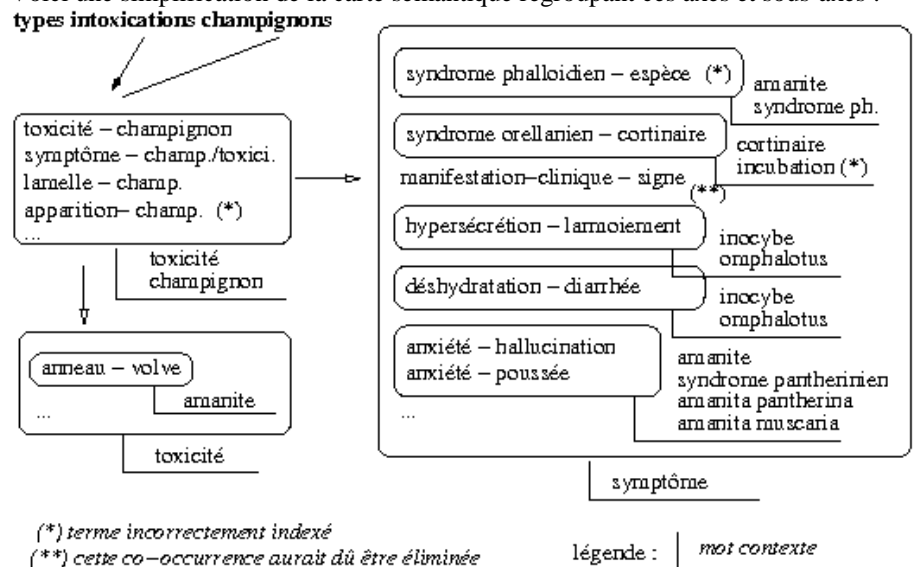 Voici une simplification de la carte sémantique regroupant ces axes et sous-axes :
types intoxications champignons
toxicité – champignon
symptôme – champ./toxici.
lamelle – champ.
apparition– champ. (*)
...
toxicité
champignon
anneau – volve
amanite
...
toxicité
syndrome phalloidien – espèce (*)
amanite
syndrome ph.
syndrome orellanien – cortinaire
cortinaire
incubation (*)
manifestation–clinique – signe
(**)
hypersécrétion – larmoiement
inocybe
omphalotus
déshydratation – diarrhée
inocybe
omphalotus
anxiété – hallucination
anxiété – poussée
...
amanite
syndrome pantherinien
amanita pantherina
amanita muscaria
symptôme
(*) terme incorrectement indexé
(**) cette co–occurrence aurait dû être éliminée
légende :
mot contexte